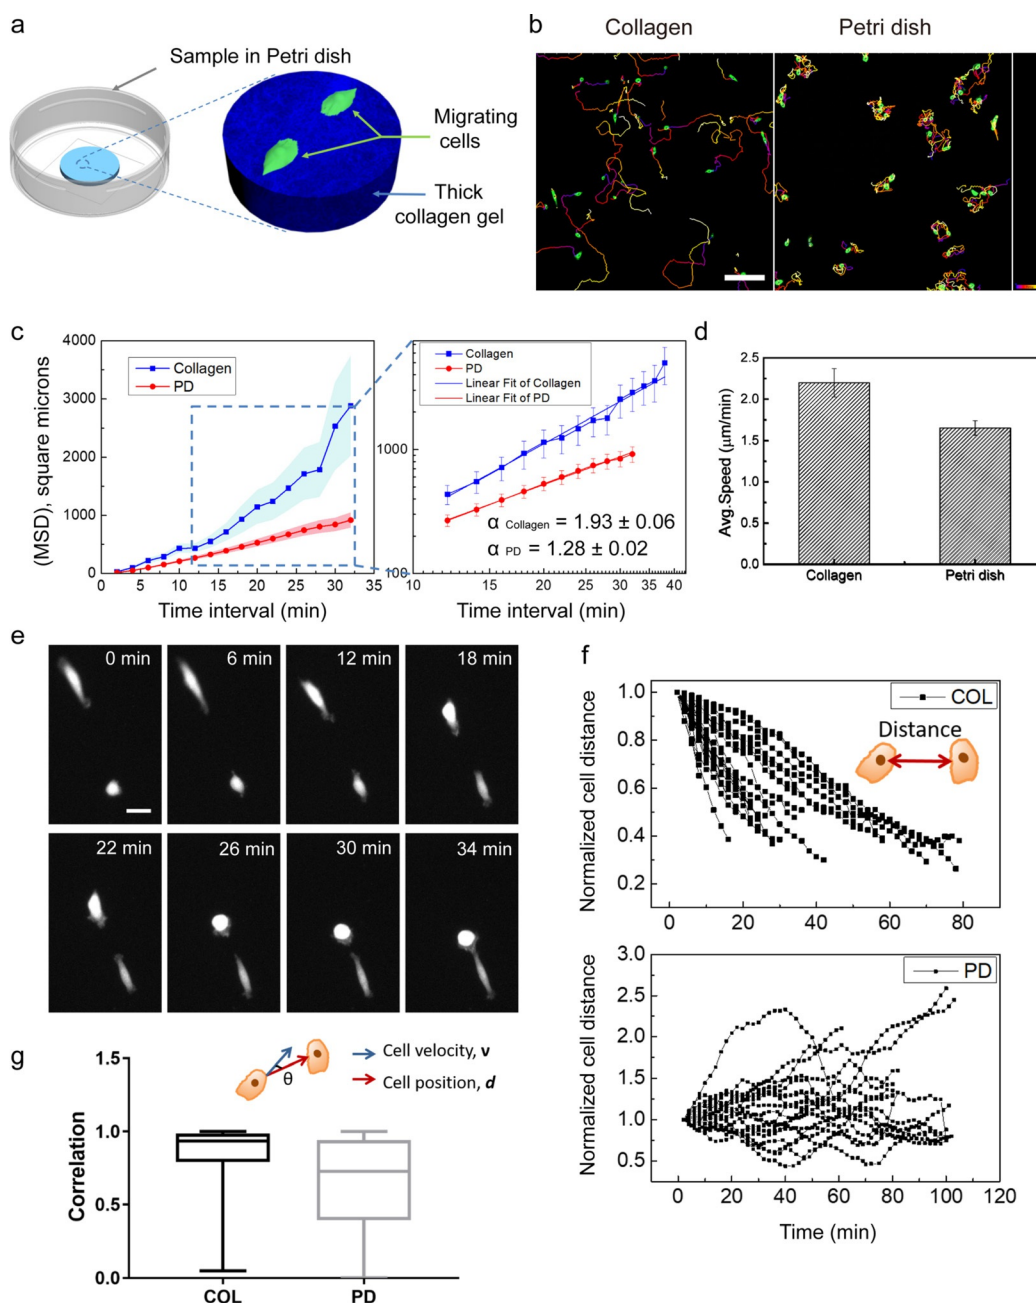 a
Sample in Petri dish
Migrating
cells
Thick
collagen gel
b
Collagen
Petri dish
c
4000
3000
2000
1000
0
(MSD), square microns
Collagen
PD
0
5
10
15
20
25
30
35
Time interval (min)
1000
100
Collagen
PD
Linear Fit of Collagen
Linear Fit of PD
α Collagen = 1.93 ± 0.06
α PD = 1.28 ± 0.02
10
15
20
25
30
35
40
Time interval (min)
d
2.5
2.0
1.5
1.0
0.5
0.0
Avg.Speed (µm/min)
Collagen
Petri dish
e
0 min
6 min
12 min
18 min
22 min
26 min
30 min
34 min
f
1.0
0.8
0.6
0.4
0.2
Normalized cell distance
COL
Distance
0
20
40
60
80
3.0
2.5
2.0
1.5
1.0
0.5
Normalized cell distance
PD
0
20
40
60
80
100
120
Time (min)
g
1.5
1.0
0.5
0.0
Correlation
θ
Cell velocity, v
Cell position, d
COL
PD